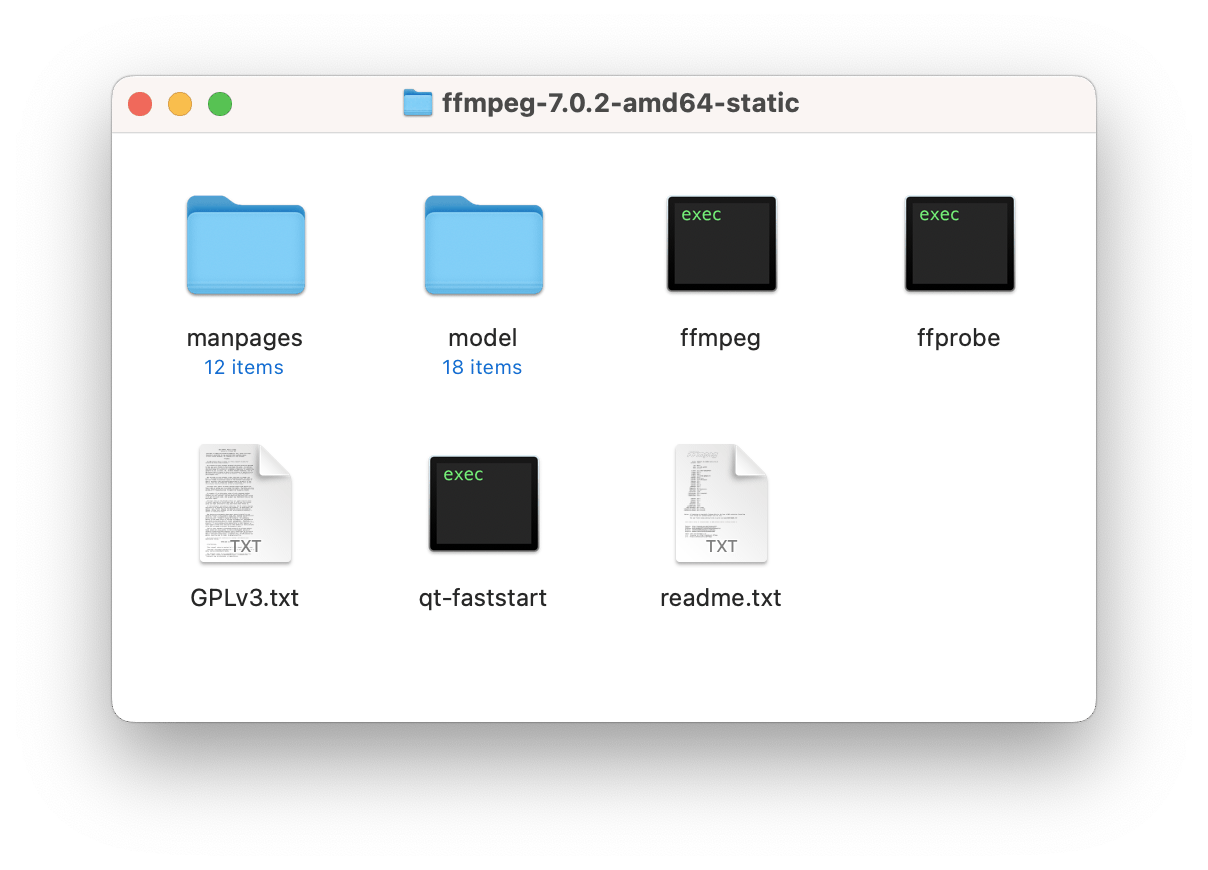 ffmpeg-7.0.2-amd64-static
exec
exec
manpages
model
ffmpeg
ffprobe
12 items
18 items
exec
TXT
TXT
GPLv3.txt
qt-faststart
readme.txt